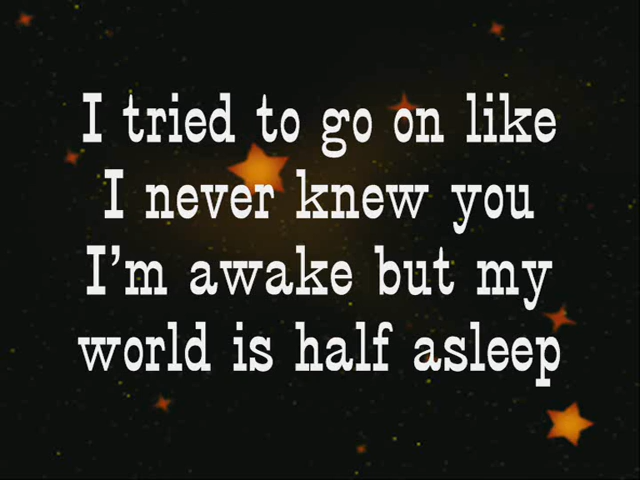 I tried to go on like
I never knew you
I'm awake but my
world is half asleep